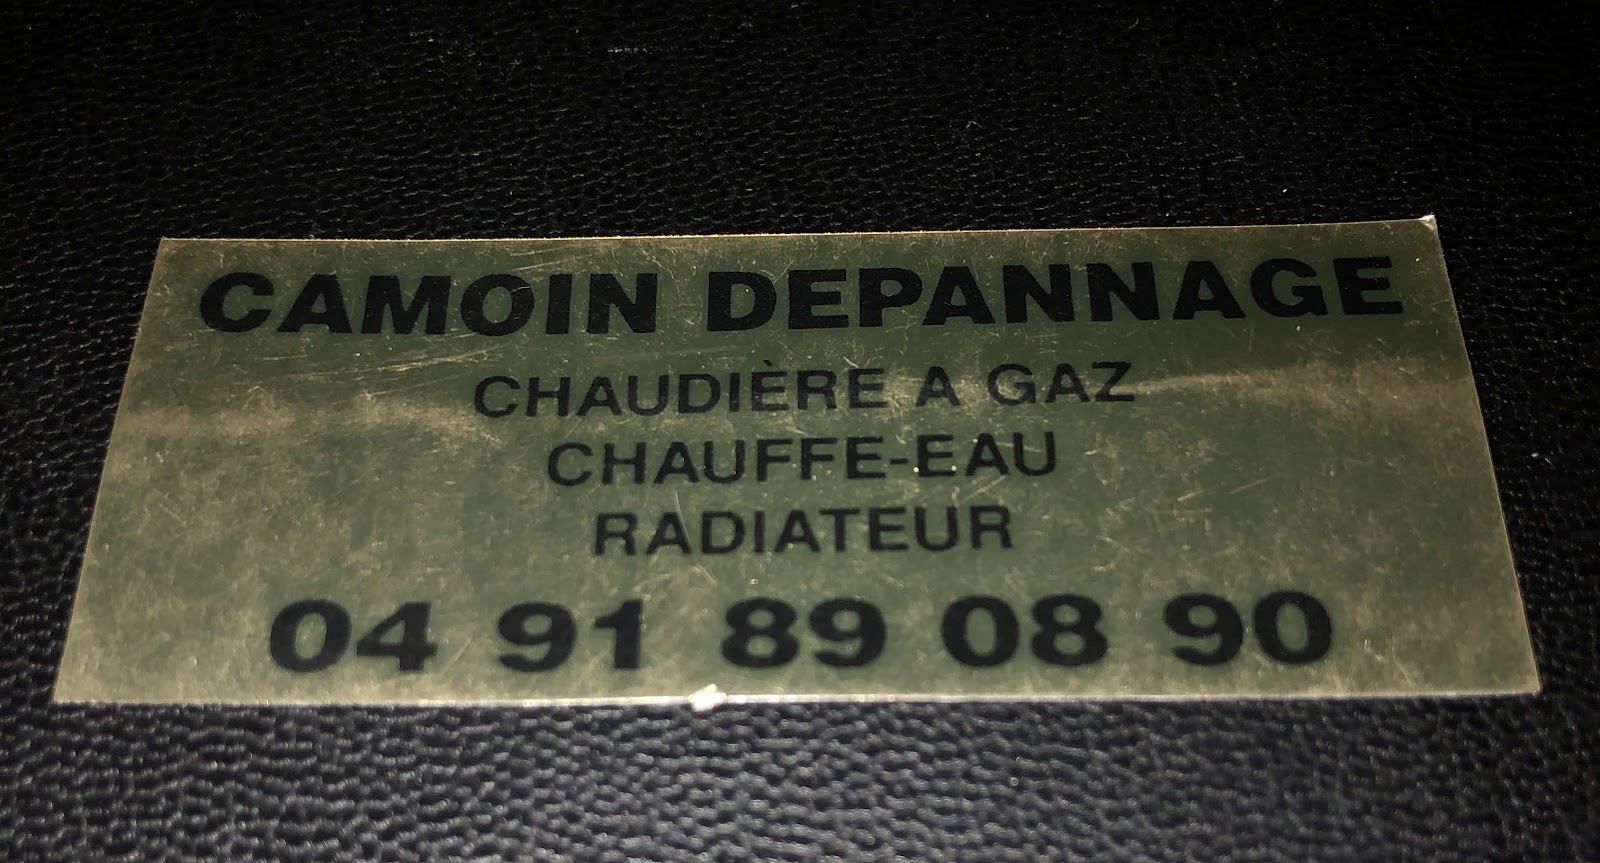 CAMOIN DEPANNAGE
CHAUDIÈRE A GAZ
CHAUFFE-EAU
RADIATEUR
04 91 89 08 90